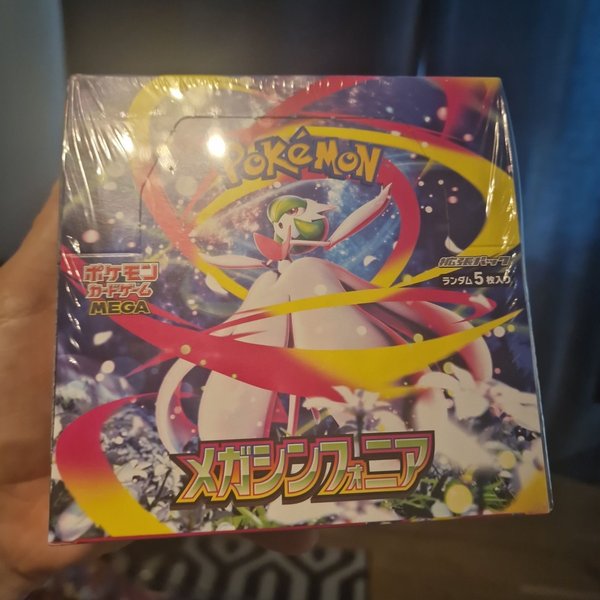 POKéMON
ポケモン
カードゲーム
MEGA
拡張パック
ランダム5枚入り
メガシンフォニア